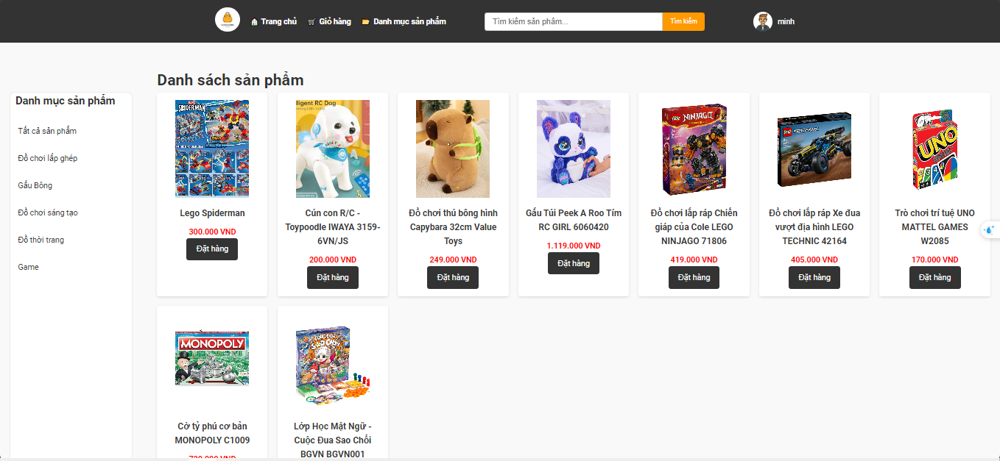 Trang chủ
Giỏ hàng
Danh mục sản phẩm
Tìm kiếm sản phẩm...
Tìm kiếm
minh
Danh sách sản phẩm
Danh mục sản phẩm
Tất cả sản phẩm
Đồ chơi lắp ghép
Gấu Bông
Đồ chơi sáng tạo
Đồ thời trang
Game
SPIDERMAN
Lego Spiderman
300.000 VND
Đặt hàng
lligent RC Dog
Cún con R/C -
Toypoodle IWAYA 3159-
6VN/JS
200.000 VND
Đặt hàng
Đồ chơi thú bông hình
Capybara 32cm Value
Toys
249.000 VND
Đặt hàng
Gấu Túi Peek A Roo Tím
RC GIRL 6060420
1.119.000 VND
Đặt hàng
NINJAGO
Đồ chơi lắp ráp Chiến
giáp của Cole LEGO
NINJAGO 71806
419.000 VND
Đặt hàng
TECHNIC
Đồ chơi lắp ráp Xe đua
vượt địa hình LEGO
TECHNIC 42164
405.000 VND
Đặt hàng
UNO
Trò chơi trí tuệ UNO
MATTEL GAMES
W2085
170.000 VND
Đặt hàng
MONOPOLY
Cờ tỷ phú cơ bản
MONOPOLY C1009
CUỘC ĐUA
SAO CHỔI
Lớp Học Mật Ngữ -
Cuộc Đua Sao Chổi
BGVN BGVN001